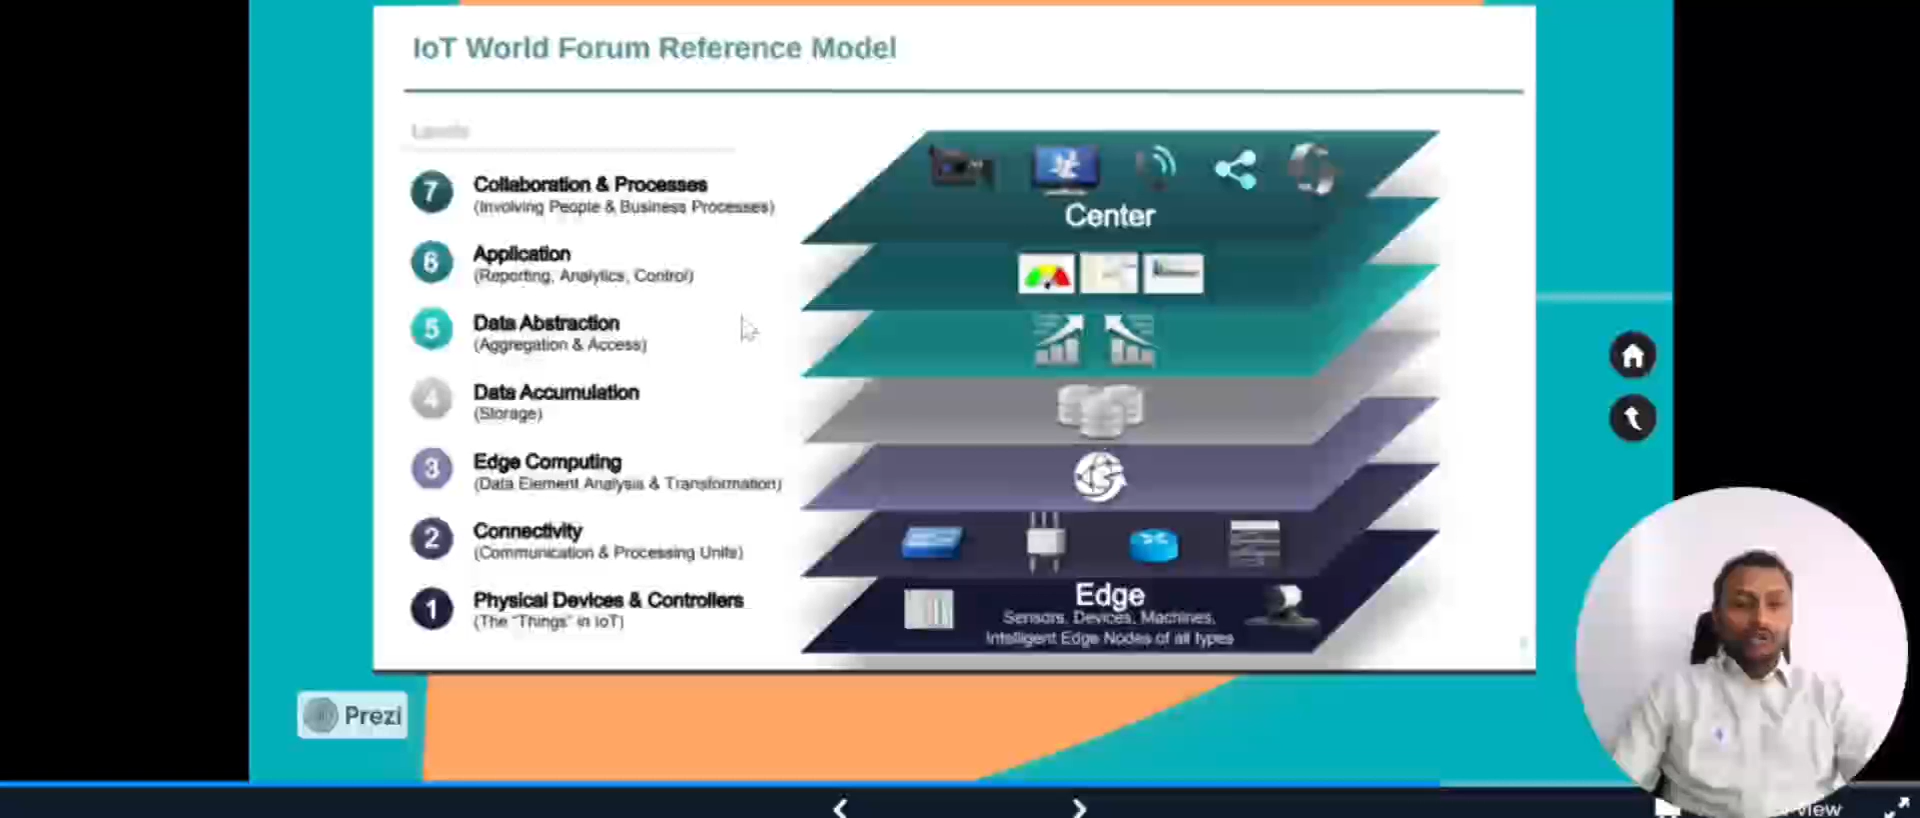 IoT World Forum Reference Model
Levels
7
Collaboration & Processes
(Involving People & Business Processes)
6
Application
(Reporting, Analytics, Control)
5
Data Abstraction
(Aggregation & Access)
4
Data Accumulation
(Storage)
3
Edge Computing
(Data Element Analysis & Transformation)
2
Connectivity
(Communication & Processing Units)
1
Physical Devices & Controllers
(The "Things" in IoT)
Center
Edge
Sensors, Devices, Machines,
Intelligent Edge Nodes of all types
Prezi